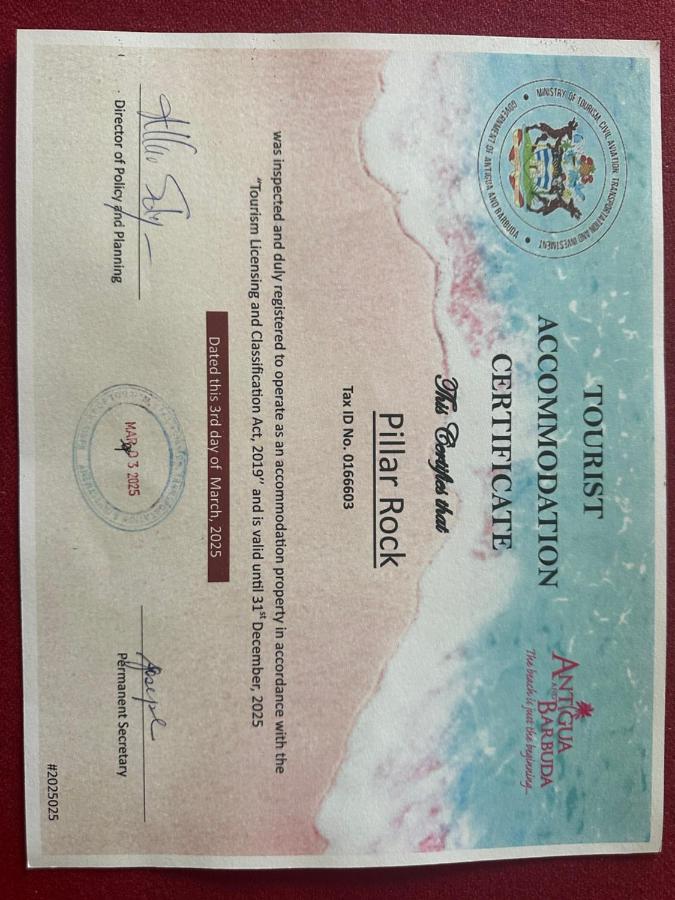 MINISTRY OF TOURISM, CIVIL AVIATION, TRANSPORTATION AND INVESTMENT
GOVERNMENT OF ANTIGUA AND BARBUDA
TOURIST
ACCOMMODATION
CERTIFICATE
ANTIGUA
AND BARBUDA
The beach is just the beginning...
This Certifies that
Pillar Rock
Tax ID No. 0166603
was inspected and duly registered to operate as an accommodation property in accordance with the
"Tourism Licensing and Classification Act, 2019" and is valid until 31st December, 2025
Dated this 3rd day of March, 2025
Director of Policy and Planning
MAR 03 2025
Permanent Secretary
#2025025